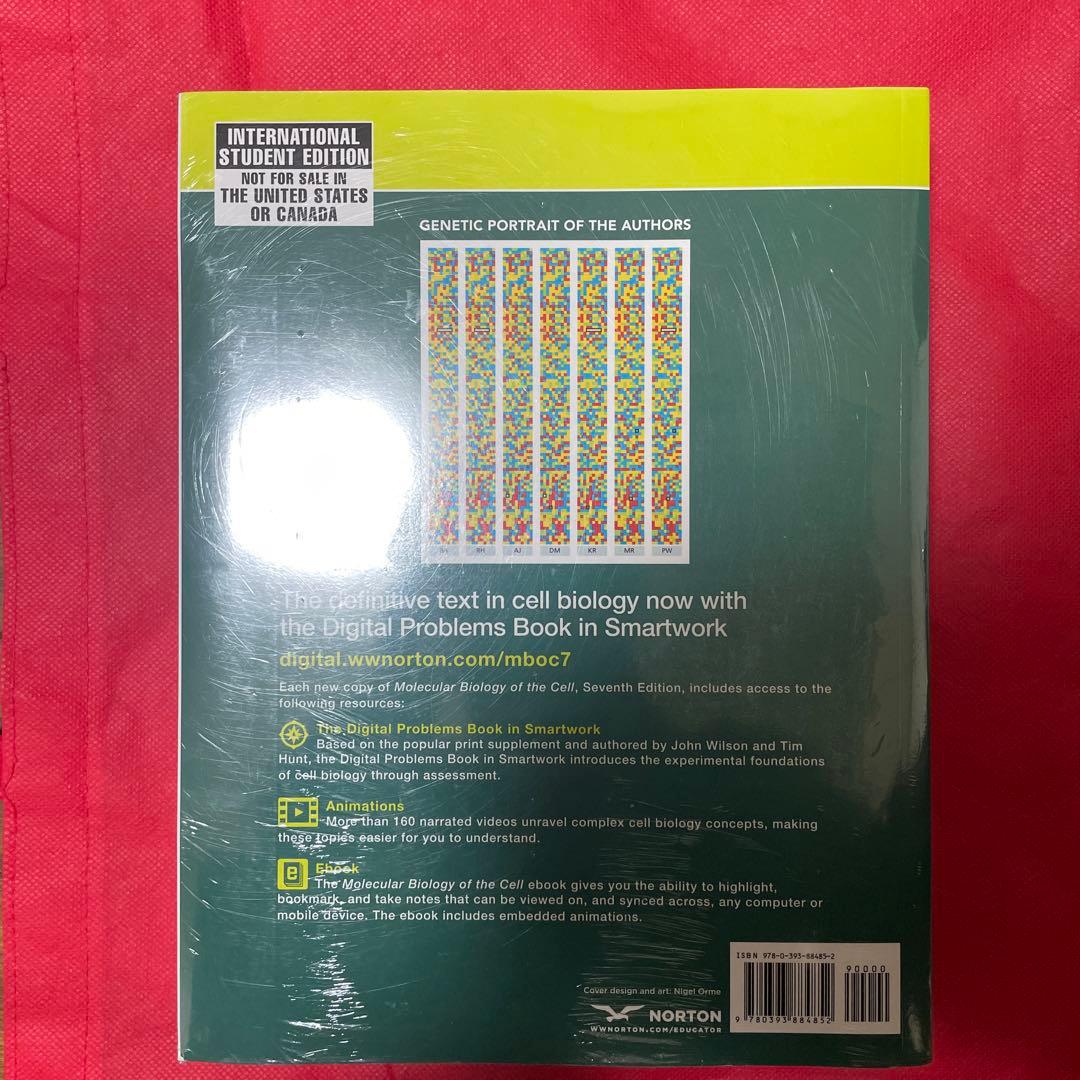 INTERNATIONAL
STUDENT EDITION
NOT FOR SALE IN
THE UNITED STATES
OR CANADA
GENETIC PORTRAIT OF THE AUTHORS
RH AJ DM KR MR PW
The definitive text in cell biology now with
the Digital Problems Book in Smartwork
digital.wwnorton.com/mboc7
Each new copy of Molecular Biology of the Cell, Seventh Edition, includes access to the
following resources:
The Digital Problems Book in Smartwork
Based on the popular print supplement and authored by John Wilson and Tim
Hunt, the Digital Problems Book in Smartwork introduces the experimental foundations
of cell biology through assessment.
Animations
More than 160 narrated videos unravel complex cell biology concepts, making
these topics easier for you to understand.
e
Ebook
The Molecular Biology of the Cell ebook gives you the ability to highlight,
bookmark, and take notes that can be viewed on, and synced across, any computer or
mobile device. The ebook includes embedded animations.
ISBN 978-0-393-88485-2
90000
9 780393 884852
Cover design and art: Nigel Orme
NORTON
WWNORTON.COM/EDUCATOR